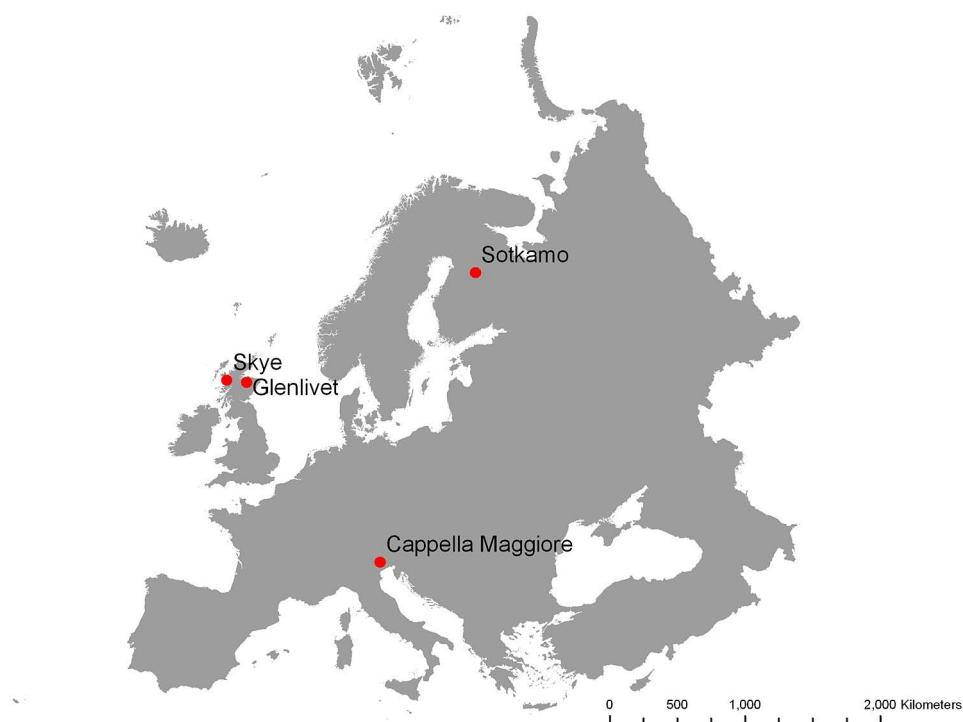 Sotkamo
Skye
Glenlivet
Cappella Maggiore
0 500 1,000 2,000 Kilometers